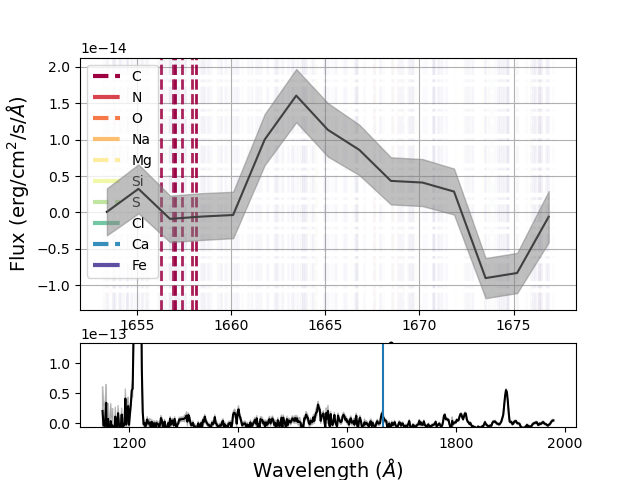 1e−14
Flux (erg/cm²/s/Å)
2.0
1.5
1.0
0.5
0.0
−0.5
−1.0
C
N
O
Na
Mg
Si
S
Cl
Ca
Fe
1655 1660 1665 1670 1675
1e−13
1.0
0.5
0.0
1200 1400 1600 1800 2000
Wavelength (Å)